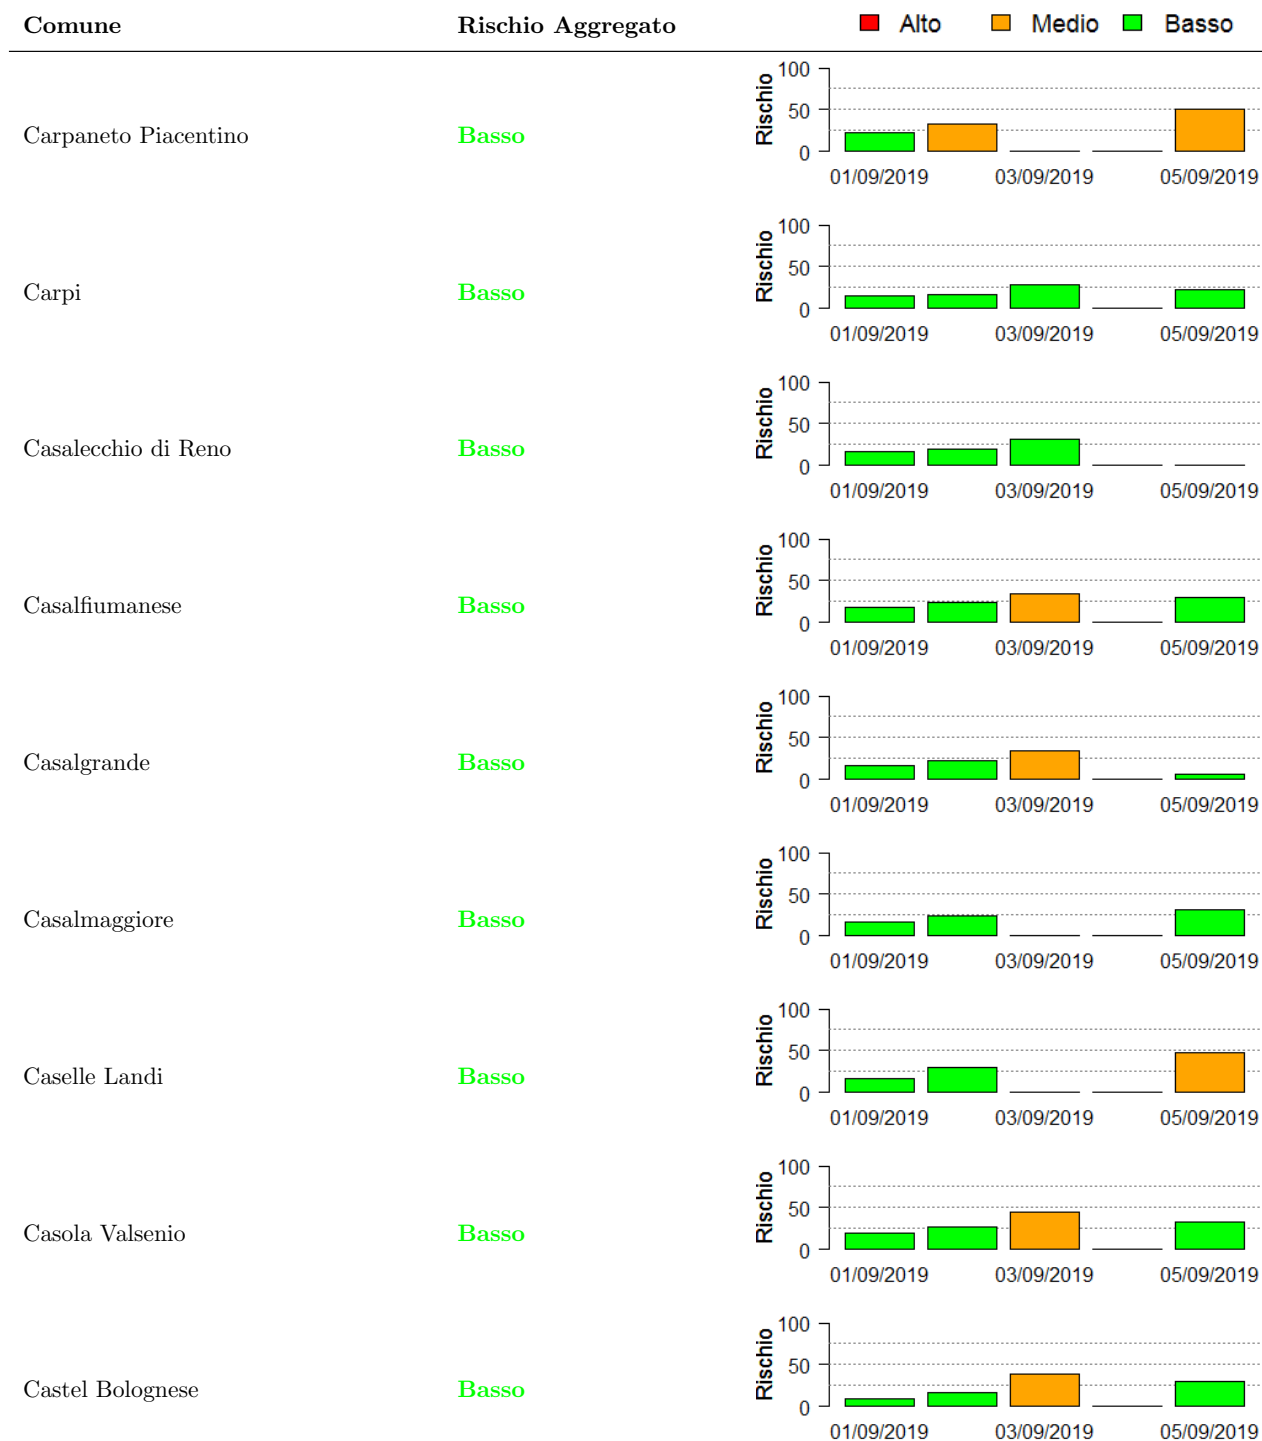 Comune Rischio Aggregato Alto Medio Basso
Carpaneto Piacentino Basso Rischio 100 50 0
01/09/2019 03/09/2019 05/09/2019
Carpi Basso Rischio 100 50 0
01/09/2019 03/09/2019 05/09/2019
Casalecchio di Reno Basso Rischio 100 50 0
01/09/2019 03/09/2019 05/09/2019
Casalfiumanese Basso Rischio 100 50 0
01/09/2019 03/09/2019 05/09/2019
Casalgrande Basso Rischio 100 50 0
01/09/2019 03/09/2019 05/09/2019
Casalmaggiore Basso Rischio 100 50 0
01/09/2019 03/09/2019 05/09/2019
Caselle Landi Basso Rischio 100 50 0
01/09/2019 03/09/2019 05/09/2019
Casola Valsenio Basso Rischio 100 50 0
01/09/2019 03/09/2019 05/09/2019
Castel Bolognese Basso Rischio 100 50 0
01/09/2019 03/09/2019 05/09/2019